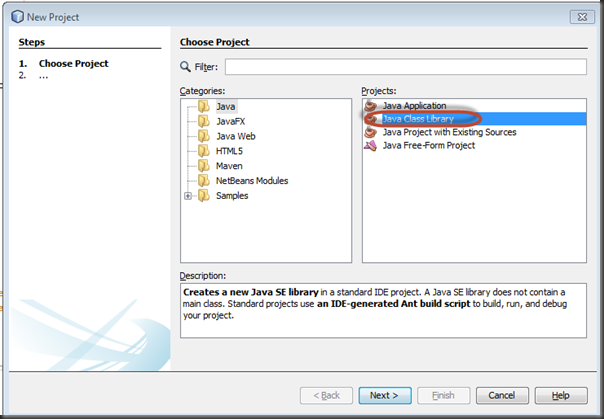 New Project
Steps
1. Choose Project
2. ...
Choose Project
Filter:
Categories:
Java
JavaFX
Java Web
HTML5
Maven
NetBeans Modules
Samples
Projects:
Java Application
Java Class Library
Java Project with Existing Sources
Java Free-Form Project
Description:
Creates a new Java SE library in a standard IDE project. A Java SE library does not contain a
main class. Standard projects use an IDE-generated Ant build script to build, run, and debug
your project.
< Back
Next >
Finish
Cancel
Help